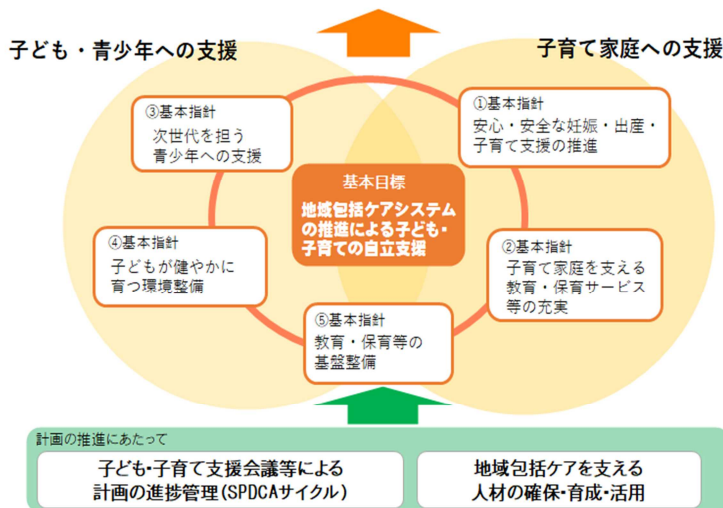 子ども・青少年への支援
子育て家庭への支援
③基本指針
次世代を担う
青少年への支援
①基本指針
安心・安全な妊娠・出産・
子育て支援の推進
基本目標
地域包括ケアシステム
の推進による子ども・
子育ての自立支援
④基本指針
子どもが健やかに
育つ環境整備
②基本指針
子育て家庭を支える
教育・保育サービス
等の充実
⑤基本指針
教育・保育等の
基盤整備
計画の推進にあたって
子ども・子育て支援会議等による
計画の進捗管理(SPDCAサイクル)
地域包括ケアを支える
人材の確保・育成・活用